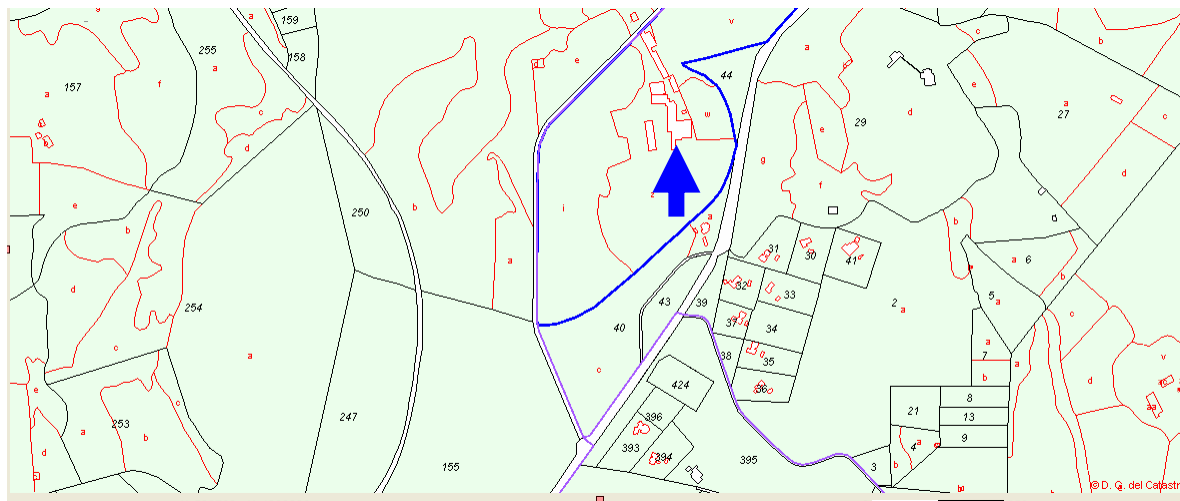 159
158
255
a
157
a
f
a
e
d
b
e
b
d
254
c
a
253
a
b
c
d
e
247
250
b
155
a
i
e
d
v
44
w
a
g
40
c
43
39
a
c
b
29
d
e
f
27
a
c
d
e
31
30
41
32
33
37
34
38
35
36
424
396
393
394
395
2
a
b
a
6
b
5
a
c
a
7
b
a
d
v
aa
8
21
13
9
4
a
b
3
a
© D. G. del Catastr